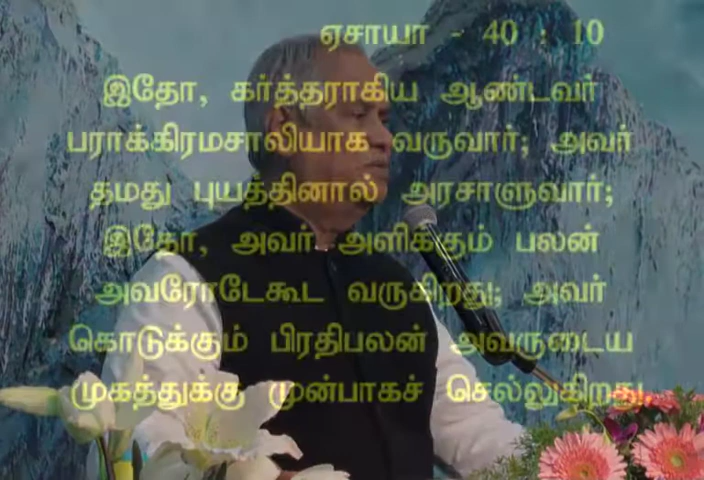 ஏசாயா - 40 : 10
இதோ, கர்த்தராகிய ஆண்டவர்
பராக்கிரமசாலியாக வருவார்; அவர்
தமது புயத்தினால் அரசாளுவார்;
இதோ, அவர் அளிக்கும் பலன்
அவரோடேகூட வருகிறது; அவர்
கொடுக்கும் பிரதிபலன் அவருடைய
முகத்துக்கு முன்பாகச் செல்லுகிறது.